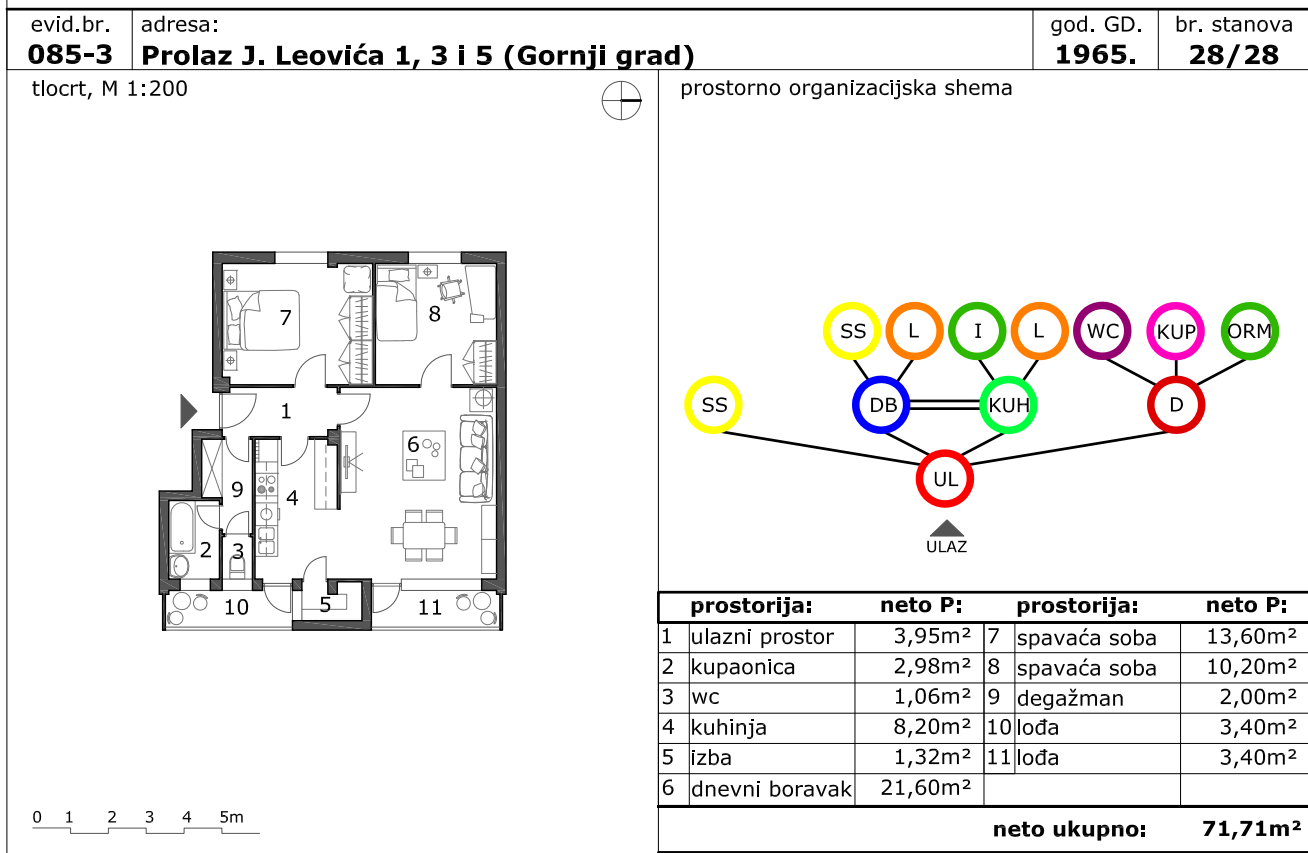 evid.br. adresa: god. GD. br. stanova
085-3 Prolaz J. Leovića 1, 3 i 5 (Gornji grad) 1965. 28/28
tlocrt, M 1:200
prostorno organizacijska shema
7
8
1
6
9
4
2
3
10
5
11
0 1 2 3 4 5m
SS L I L WC KUP ORM
SS DB KUH D
UL
ULAZ
prostorija: neto P: prostorija: neto P:
1 ulazni prostor 3,95m² 7 spavaća soba 13,60m²
2 kupaonica 2,98m² 8 spavaća soba 10,20m²
3 wc 1,06m² 9 degažman 2,00m²
4 kuhinja 8,20m² 10 lođa 3,40m²
5 izba 1,32m² 11 lođa 3,40m²
6 dnevni boravak 21,60m²
neto ukupno: 71,71m²